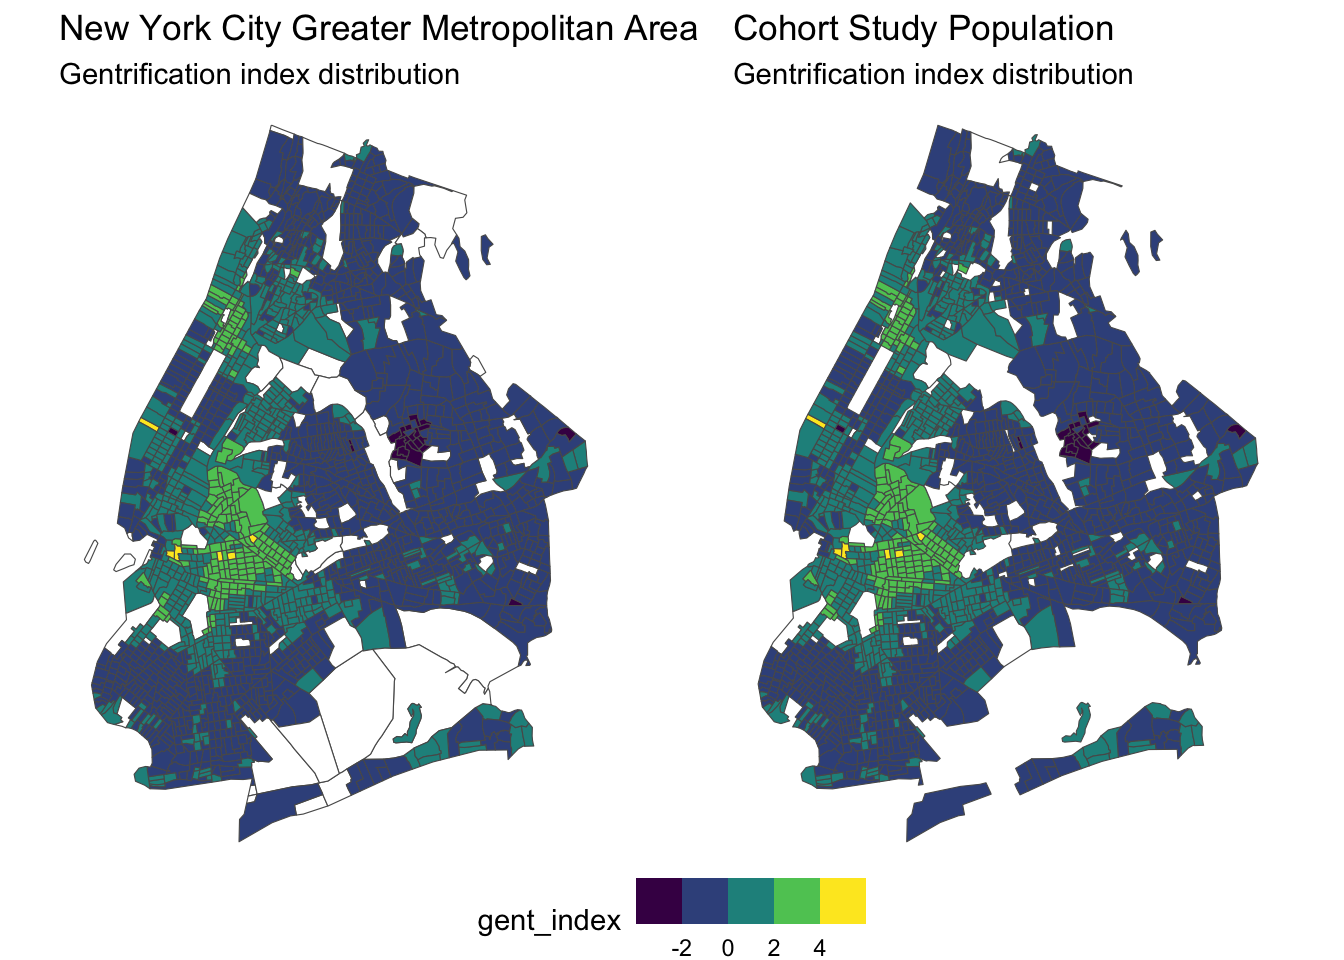 New York City Greater Metropolitan Area
Gentrification index distribution
Cohort Study Population
Gentrification index distribution
gent_index
-2 0 2 4